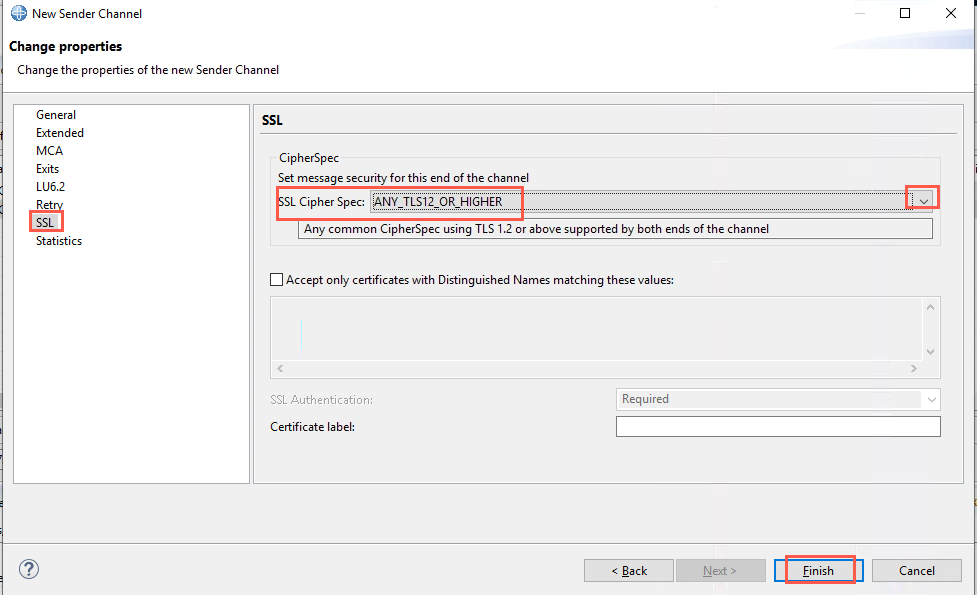 New Sender Channel
Change properties
Change the properties of the new Sender Channel
General
Extended
MCA
Exits
LU6.2
Retry
SSL
Statistics
SSL
CipherSpec
Set message security for this end of the channel
SSL Cipher Spec: ANY_TLS12_OR_HIGHER
Any common CipherSpec using TLS 1.2 or above supported by both ends of the channel
Accept only certificates with Distinguished Names matching these values:
SSL Authentication: Required
Certificate label:
? < Back Next > Finish Cancel